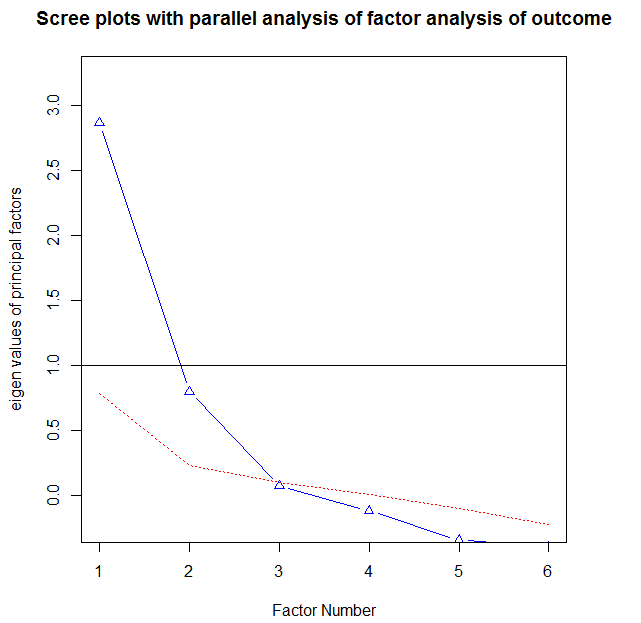 Scree plots with parallel analysis of factor analysis of outcome
eigen values of principal factors
3.0
2.5
2.0
1.5
1.0
0.5
0.0
1 2 3 4 5 6
Factor Number